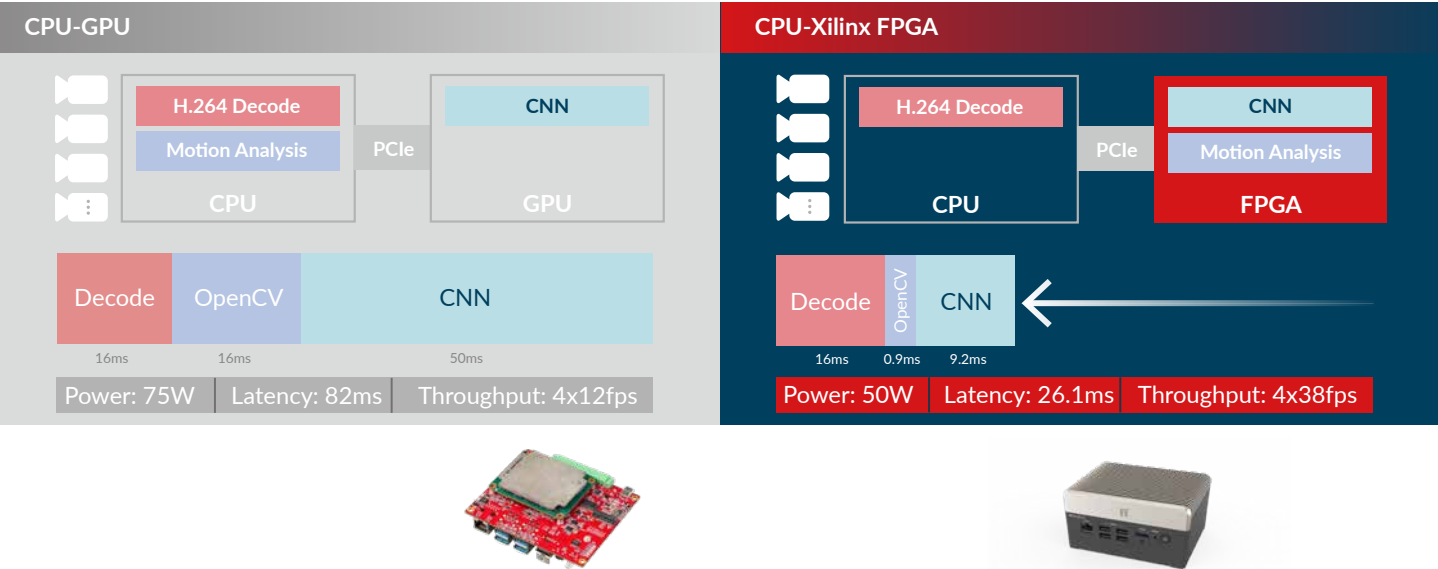 CPU-GPU
H.264 Decode
Motion Analysis
CPU
PCIe
CNN
GPU
Decode
OpenCV
CNN
16ms
16ms
50ms
Power: 75W
Latency: 82ms
Throughput: 4x12fps
CPU-Xilinx FPGA
H.264 Decode
CPU
PCIe
CNN
Motion Analysis
FPGA
Decode
OpenCV
CNN
16ms
0.9ms
9.2ms
Power: 50W
Latency: 26.1ms
Throughput: 4x38fps